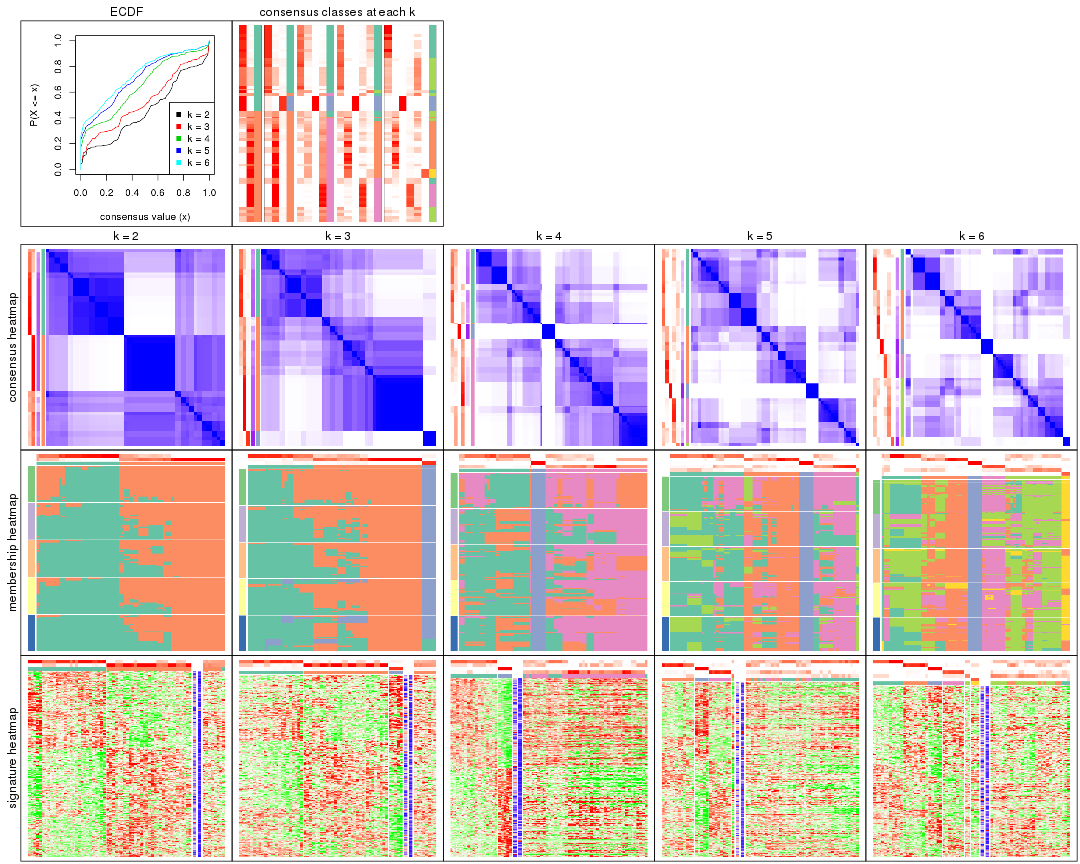 ECDF
consensus classes at each k
P(X <= x)
0.0 0.2 0.4 0.6 0.8 1.0
k = 2
k = 3
k = 4
k = 5
k = 6
0.0 0.2 0.4 0.6 0.8 1.0
consensus value (x)
k = 2 k = 3 k = 4 k = 5 k = 6
consensus heatmap
membership heatmap
signature heatmap